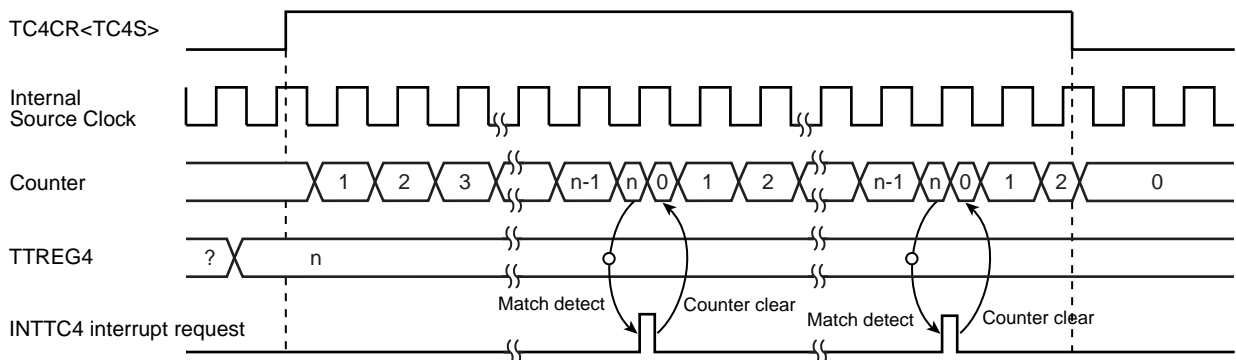 TC4CR<TC4S>
Internal
Source Clock
Counter
1 2 3 n-1 n 0 1 2 n-1 n 0 1 2 0
TTREG4
? n
Match detect Counter clear Match detect Counter clear
INTTC4 interrupt request